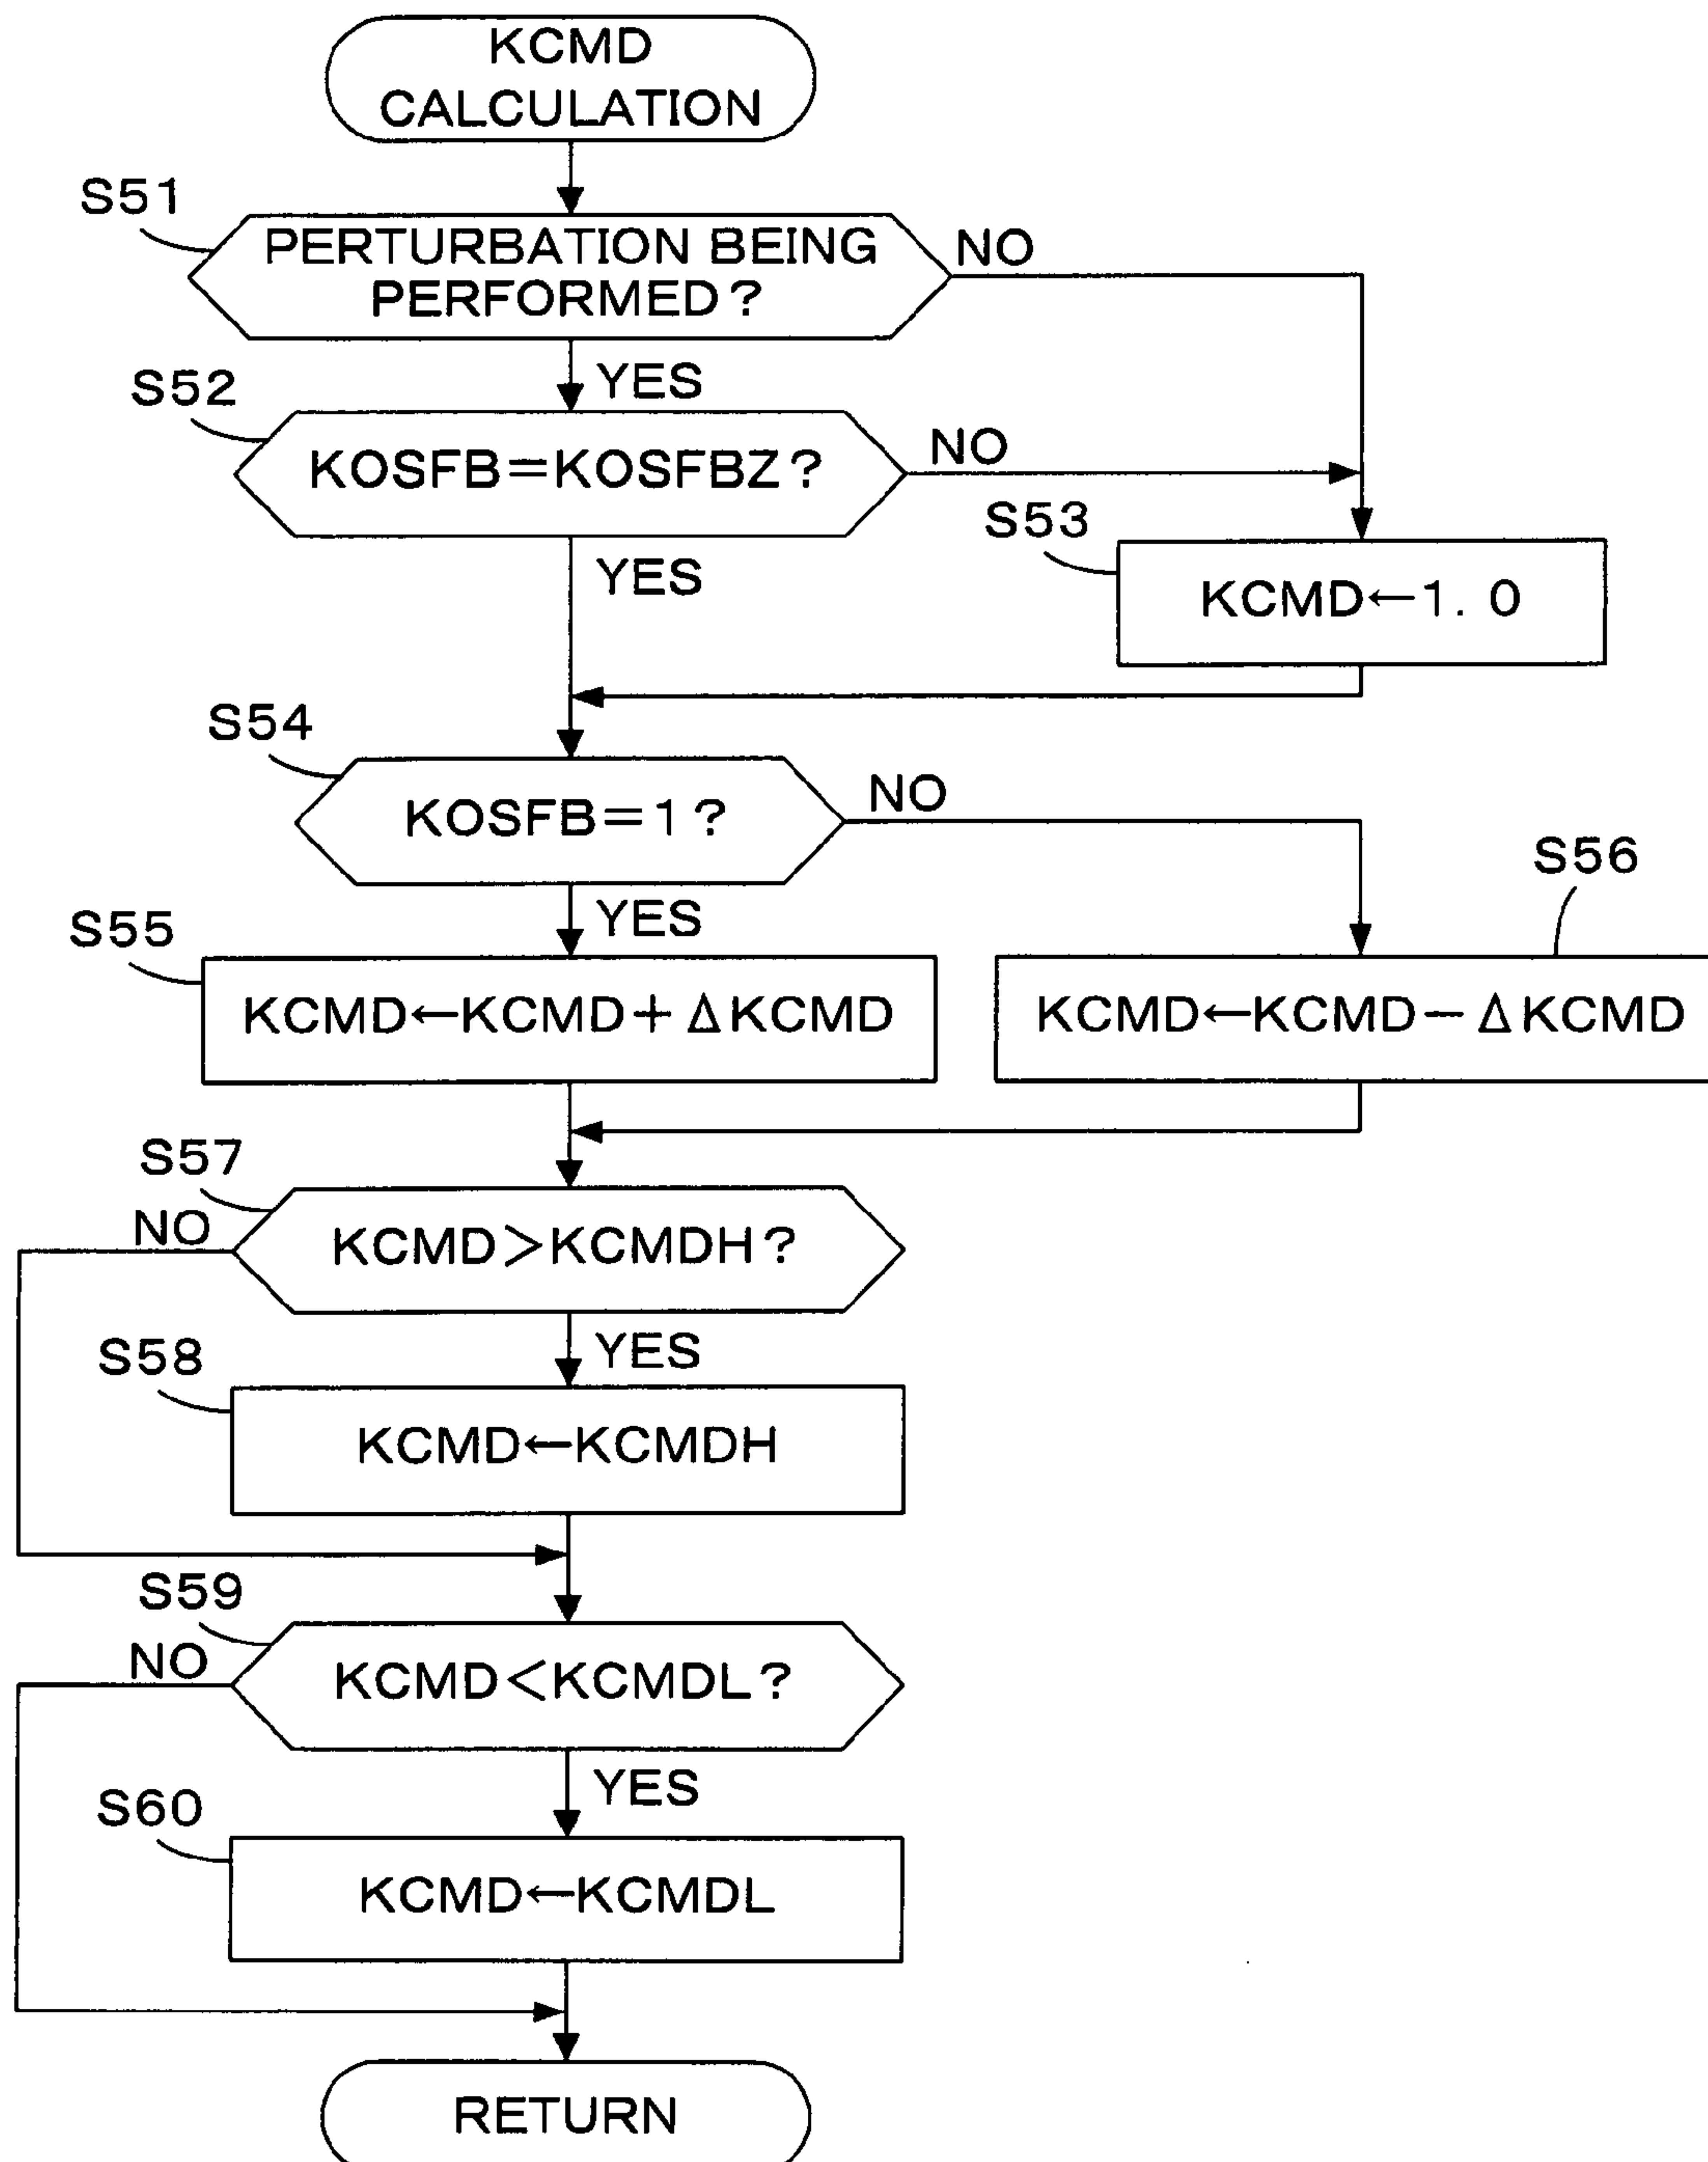 KCMD
CALCULATION
S51
PERTURBATION BEING
PERFORMED?
NO
YES
S52
KOSFB=KOSFBZ?
NO
YES
S53
KCMD←1.0
S54
KOSFB=1?
NO
YES
S55
KCMD←KCMD+ΔKCMD
S56
KCMD←KCMD-ΔKCMD
S57
NO
KCMD>KCMDH?
YES
S58
KCMD←KCMDH
S59
NO
KCMD<KCMDL?
YES
S60
KCMD←KCMDL
RETURN